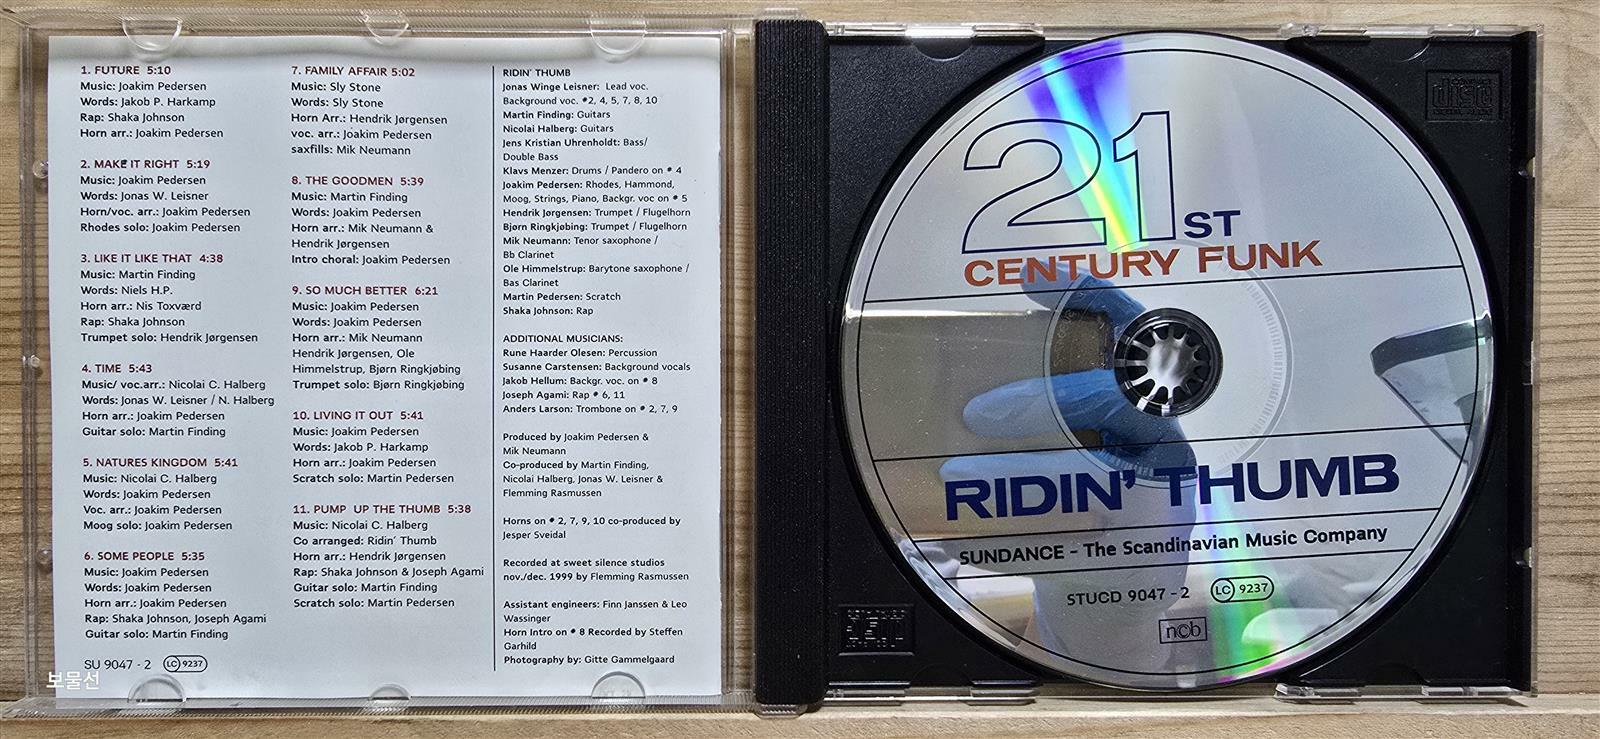 1. FUTURE 5:10
Music: Joakim Pedersen
Words: Jakob P. Harkamp
Rap: Shaka Johnson
Horn arr.: Joakim Pedersen
2. MAKE IT RIGHT 5:19
Music: Joakim Pedersen
Words: Jonas W. Leisner
Horn/voc. arr.: Joakim Pedersen
Rhodes solo: Joakim Pedersen
3. LIKE IT LIKE THAT 4:38
Music: Martin Finding
Words: Niels H.P.
Horn arr.: Nis Toxværd
Rap: Shaka Johnson
Trumpet solo: Hendrik Jørgensen
4. TIME 5:43
Music/ voc.arr.: Nicolai C. Halberg
Words: Jonas W. Leisner / N. Halberg
Horn arr.: Joakim Pedersen
Guitar solo: Martin Finding
5. NATURES KINGDOM 5:41
Music: Nicolai C. Halberg
Words: Joakim Pedersen
Voc. arr.: Joakim Pedersen
Moog solo: Joakim Pedersen
6. SOME PEOPLE 5:35
Music: Joakim Pedersen
Words: Joakim Pedersen
Horn arr.: Joakim Pedersen
Rap: Shaka Johnson, Joseph Agami
Guitar solo: Martin Finding
SU 9047 - 2 LC 9237
보물선
7. FAMILY AFFAIR 5:02
Music: Sly Stone
Words: Sly Stone
Horn Arr.: Hendrik Jørgensen
voc. arr.: Joakim Pedersen
saxfills: Mik Neumann
8. THE GOODMEN 5:39
Music: Martin Finding
Words: Joakim Pedersen
Horn arr.: Mik Neumann &
Hendrik Jørgensen
Intro choral: Joakim Pedersen
9. SO MUCH BETTER 6:21
Music: Joakim Pedersen
Words: Joakim Pedersen
Horn arr.: Mik Neumann
Hendrik Jørgensen, Ole
Himmelstrup, Bjørn Ringkjøbing
Trumpet solo: Bjørn Ringkjøbing
10. LIVING IT OUT 5:41
Music: Joakim Pedersen
Words: Jakob P. Harkamp
Horn arr.: Joakim Pedersen
Scratch solo: Martin Pedersen
11. PUMP UP THE THUMB 5:38
Music: Nicolai C. Halberg
Co arranged: Ridin' Thumb
Horn arr.: Hendrik Jørgensen
Rap: Shaka Johnson & Joseph Agami
Guitar solo: Martin Finding
Scratch solo: Martin Pedersen
RIDIN' THUMB
Jonas Winge Leisner: Lead voc.
Background voc. #2, 4, 5, 7, 8, 10
Martin Finding: Guitars
Nicolai Halberg: Guitars
Jens Kristian Uhrenholdt: Bass/
Double Bass
Klavs Menzer: Drums / Pandero on # 4
Joakim Pedersen: Rhodes, Hammond,
Moog, Strings, Piano, Backgr. voc on # 5
Hendrik Jørgensen: Trumpet / Flugelhorn
Bjørn Ringkjøbing: Trumpet / Flugelhorn
Mik Neumann: Tenor saxophone /
Bb Clarinet
Ole Himmelstrup: Barytone saxophone /
Bas Clarinet
Martin Pedersen: Scratch
Shaka Johnson: Rap
ADDITIONAL MUSICIANS:
Rune Haarder Olesen: Percussion
Susanne Carstensen: Background vocals
Jakob Hellum: Backgr. voc. on # 8
Joseph Agami: Rap # 6, 11
Anders Larson: Trombone on # 2, 7, 9
Produced by Joakim Pedersen &
Mik Neumann
Co-produced by Martin Finding,
Nicolai Halberg, Jonas W. Leisner &
Flemming Rasmussen
Horns on # 2, 7, 9, 10 co-produced by
Jesper Sveidal
Recorded at sweet silence studios
nov./dec. 1999 by Flemming Rasmussen
Assistant engineers: Finn Janssen & Leo
Wassinger
Horn Intro on # 8 Recorded by Steffen
Garhild
Photography by: Gitte Gammelgaard
21ST
CENTURY FUNK
RIDIN' THUMB
SUNDANCE - The Scandinavian Music Company
STUCD 9047 - 2 LC 9237
ncb